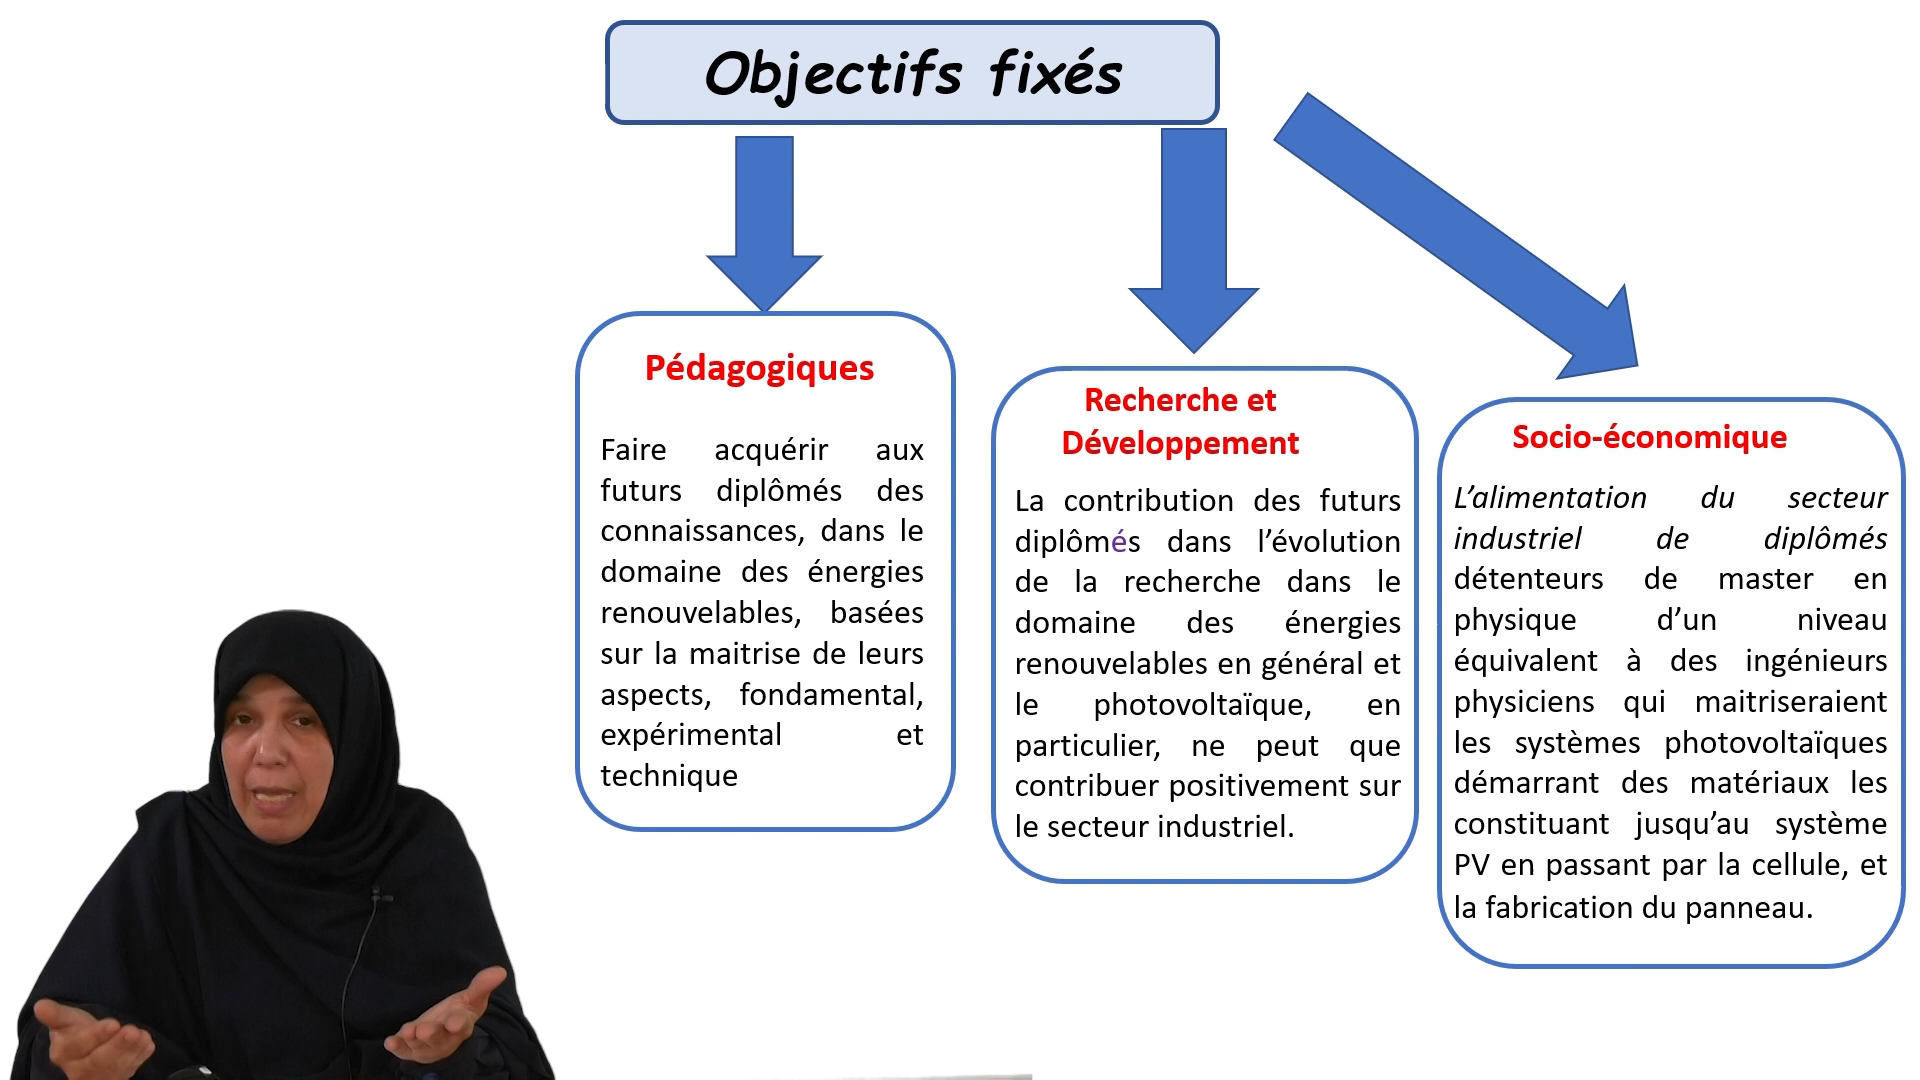 Objectifs fixés
Pédagogiques
Faire acquérir aux
futurs diplômés des
connaissances, dans le
domaine des énergies
renouvelables, basées
sur la maitrise de leurs
aspects, fondamental,
expérimental et
technique
Recherche et
Développement
La contribution des futurs
diplômés dans l’évolution
de la recherche dans le
domaine des énergies
renouvelables en général et
le photovoltaïque, en
particulier, ne peut que
contribuer positivement sur
le secteur industriel.
Socio-économique
L’alimentation du secteur
industriel de diplômés
détenteurs de master en
physique d’un niveau
équivalent à des ingénieurs
physiciens qui maitriseraient
les systèmes photovoltaïques
démarrant des matériaux les
constituant jusqu’au système
PV en passant par la cellule, et
la fabrication du panneau.